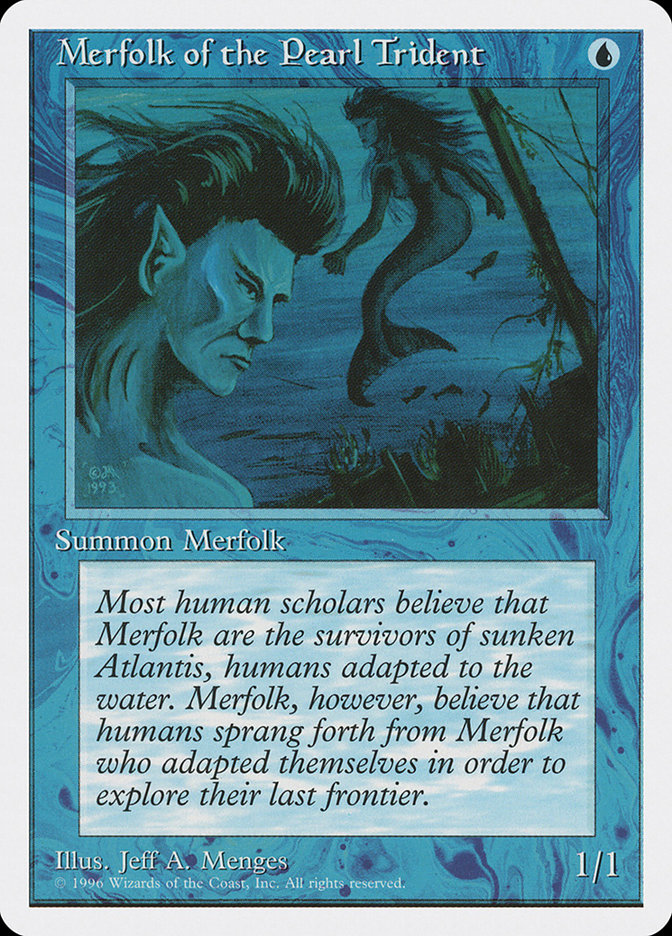 Merfolk of the Pearl Trident
1993
Summon Merfolk
Most human scholars believe that
Merfolk are the survivors of sunken
Atlantis, humans adapted to the
water. Merfolk, however, believe that
humans sprang forth from Merfolk
who adapted themselves in order to
explore their last frontier.
Illus. Jeff A. Menges
1/1
© 1996 Wizards of the Coast, Inc. All rights reserved.